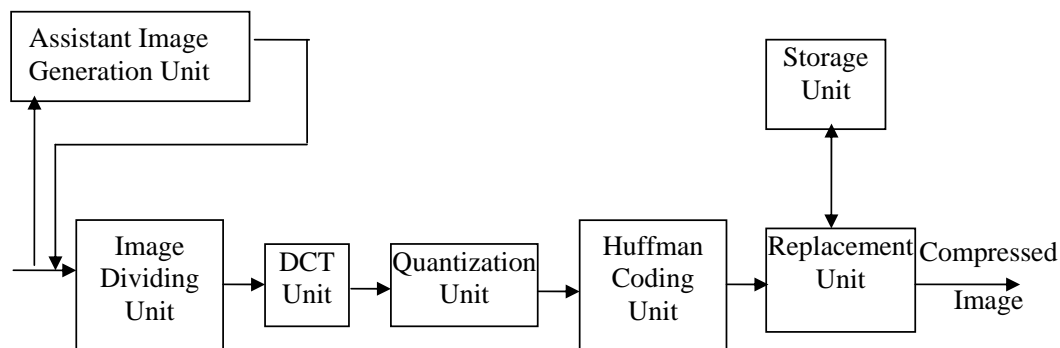 Assistant Image
Generation Unit
Storage
Unit
Image
Dividing
Unit
DCT
Unit
Quantization
Unit
Huffman
Coding
Unit
Replacement
Unit
Compressed
Image